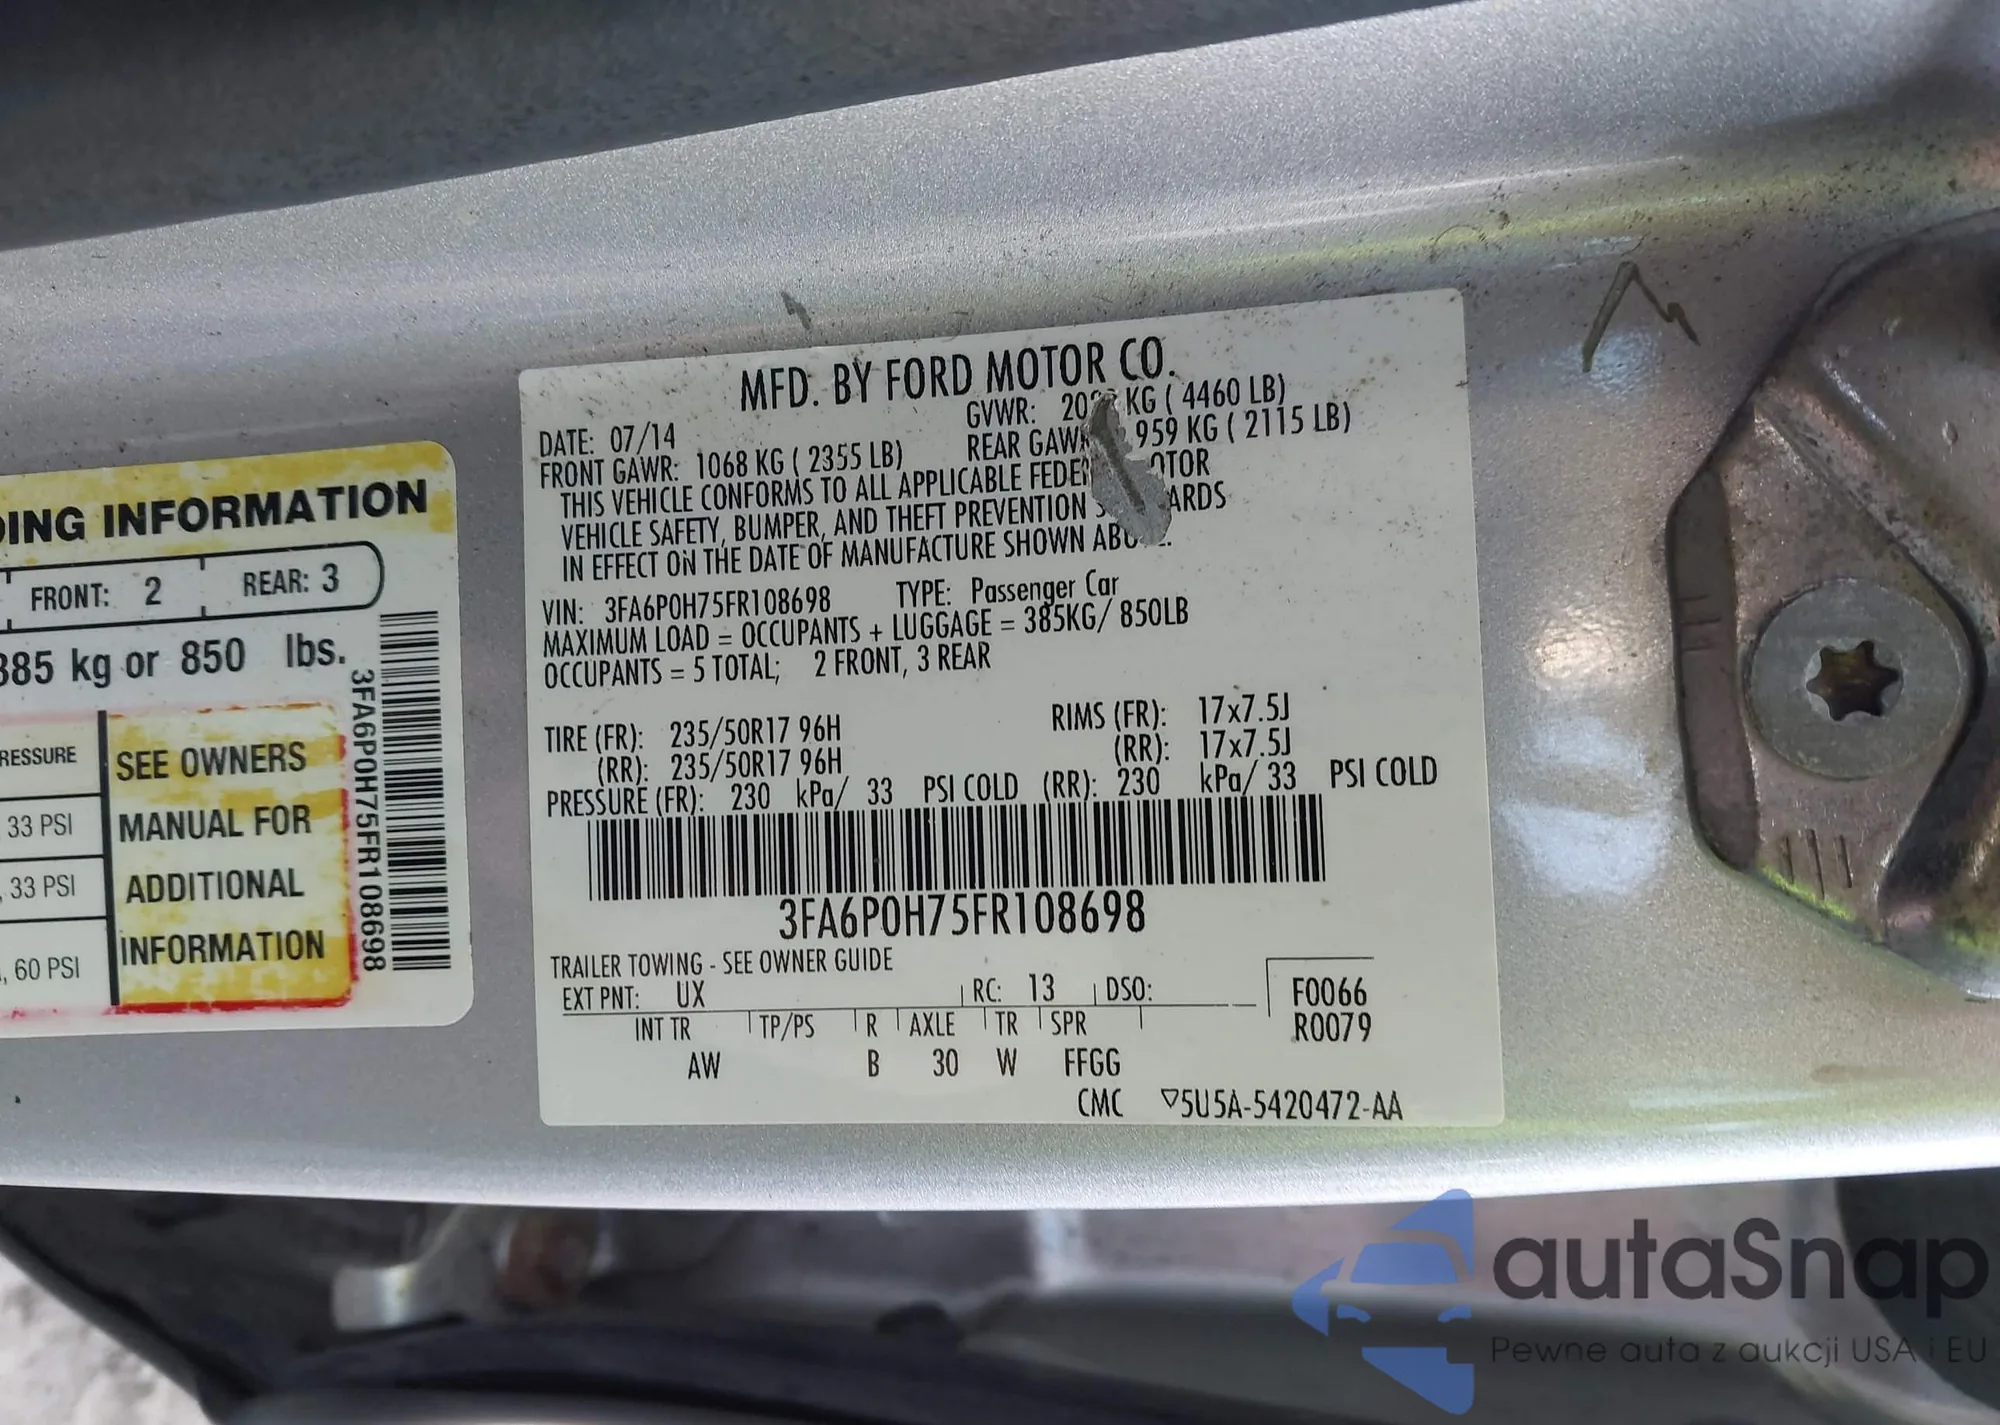 DING INFORMATION
FRONT: 2 REAR: 3
385 kg or 850 lbs.
RESSURE
33 PSI
33 PSI
, 60 PSI
SEE OWNERS
MANUAL FOR
ADDITIONAL
INFORMATION
3FA6P0H75FR108698
MFD. BY FORD MOTOR CO.
DATE: 07/14 GVWR: KG ( 4460 LB)
FRONT GAWR: 1068 KG ( 2355 LB) REAR GAWR 959 KG ( 2115 LB)
THIS VEHICLE CONFORMS TO ALL APPLICABLE FEDER OTOR
VEHICLE SAFETY, BUMPER, AND THEFT PREVENTION S ARDS
IN EFFECT ON THE DATE OF MANUFACTURE SHOWN ABOVE.
VIN: 3FA6P0H75FR108698 TYPE: Passenger Car
MAXIMUM LOAD = OCCUPANTS + LUGGAGE = 385KG/ 850LB
OCCUPANTS = 5 TOTAL; 2 FRONT, 3 REAR
TIRE (FR): 235/50R17 96H RIMS (FR): 17x7.5J
(RR): 235/50R17 96H (RR): 17x7.5J
PRESSURE (FR): 230 kPa/ 33 PSI COLD (RR): 230 kPa/ 33 PSI COLD
3FA6P0H75FR108698
TRAILER TOWING - SEE OWNER GUIDE
EXT PNT: UX RC: 13 DSO: F0066
INT TR TP/PS R AXLE TR SPR R0079
AW B 30 W FFGG
CMC ▽5U5A-5420472-AA
autaSnap
Pewne auta z aukcji USA i EU